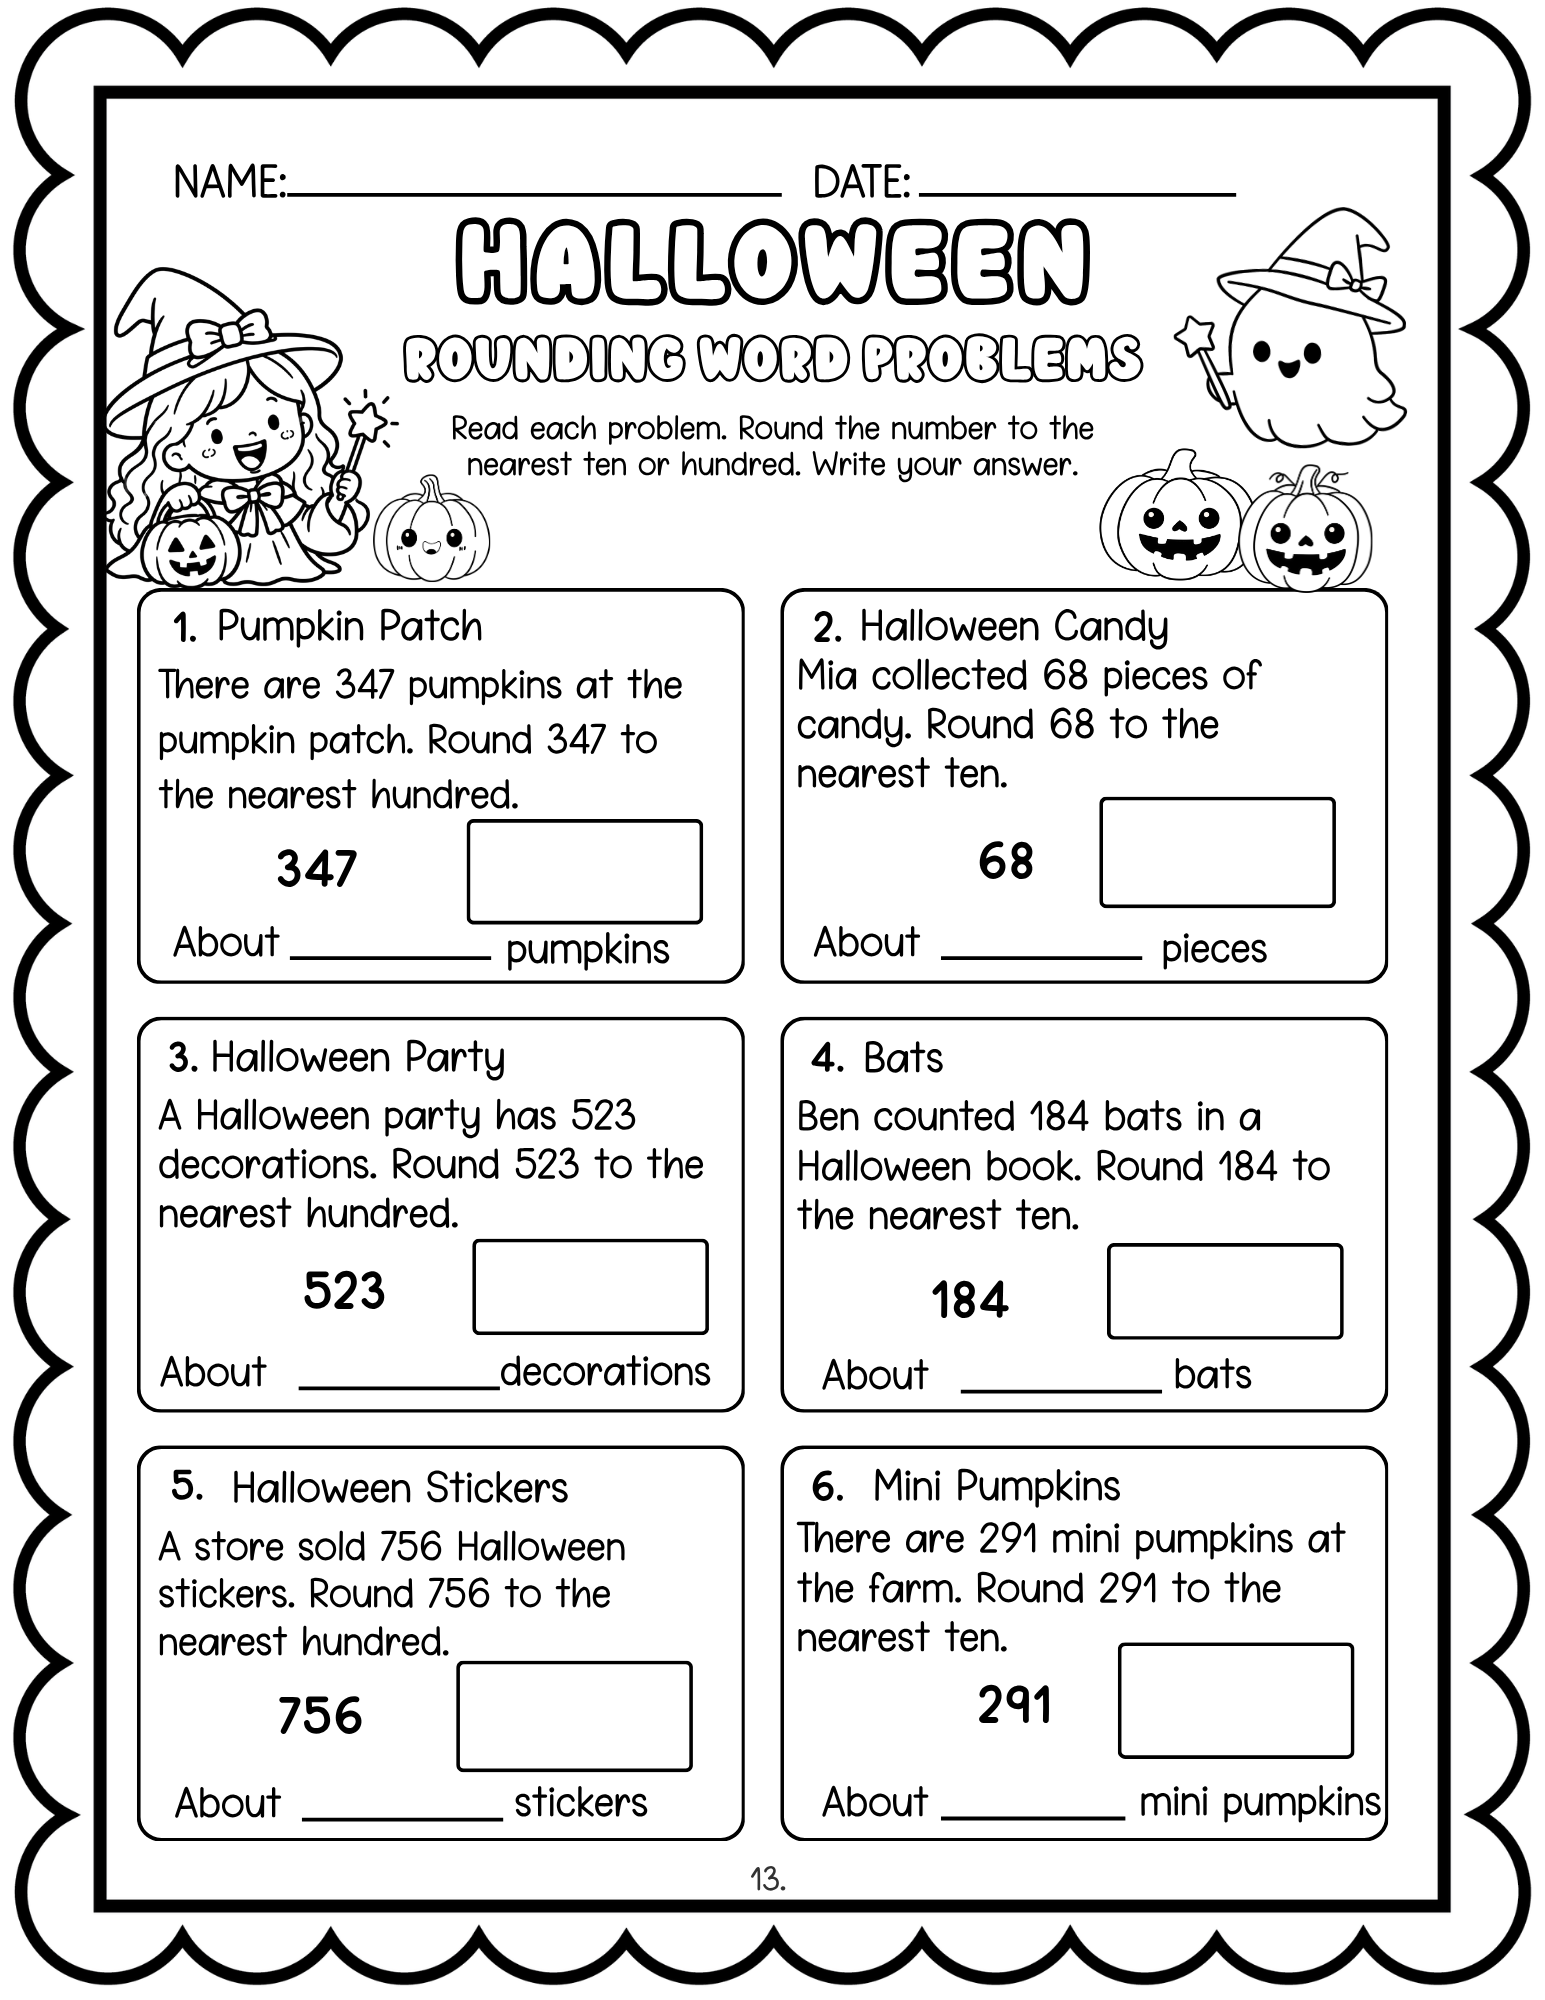 NAME: DATE:
HALLOWEEN
ROUNDING WORD PROBLEMS
Read each problem. Round the number to the
nearest ten or hundred. Write your answer.
1. Pumpkin Patch
There are 347 pumpkins at the
pumpkin patch. Round 347 to
the nearest hundred.
347
About pumpkins
2. Halloween Candy
Mia collected 68 pieces of
candy. Round 68 to the
nearest ten.
68
About pieces
3. Halloween Party
A Halloween party has 523
decorations. Round 523 to the
nearest hundred.
523
About decorations
4. Bats
Ben counted 184 bats in a
Halloween book. Round 184 to
the nearest ten.
184
About bats
5. Halloween Stickers
A store sold 756 Halloween
stickers. Round 756 to the
nearest hundred.
756
About stickers
6. Mini Pumpkins
There are 291 mini pumpkins at
the farm. Round 291 to the
nearest ten.
291
About mini pumpkins
13.